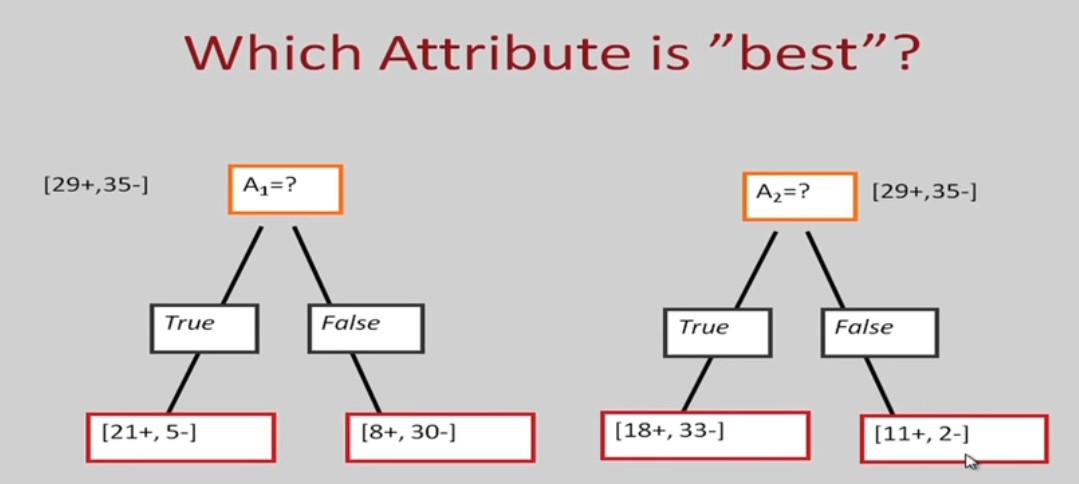 Which Attribute is ”best”?
[29+,35-]
A₁=?
A₂=?
[29+,35-]
True
False
True
False
[21+, 5-]
[8+, 30-]
[18+, 33-]
[11+, 2-]